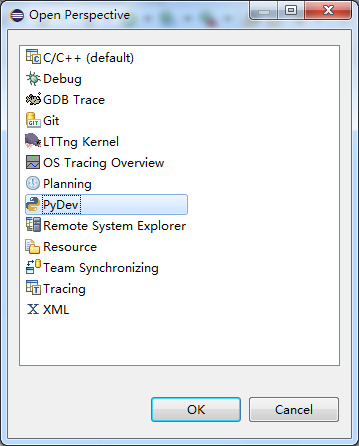 Open Perspective
C/C++ (default)
Debug
GDB Trace
Git
LTTng Kernel
OS Tracing Overview
Planning
PyDev
Remote System Explorer
Resource
Team Synchronizing
Tracing
XML
OK
Cancel